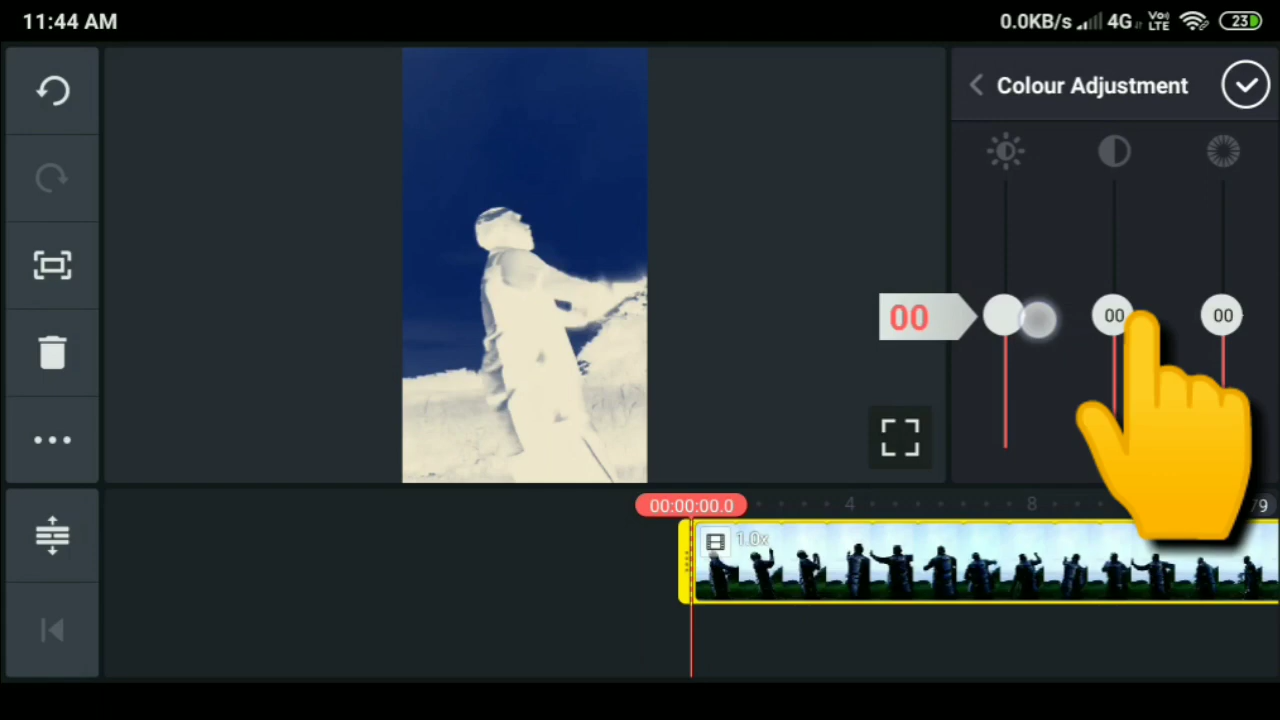 11:44 AM
0.0KB/s 4G Vo) LTE 23
Colour Adjustment
00
00
00
00:00:00.0
4
8
79
1.0x